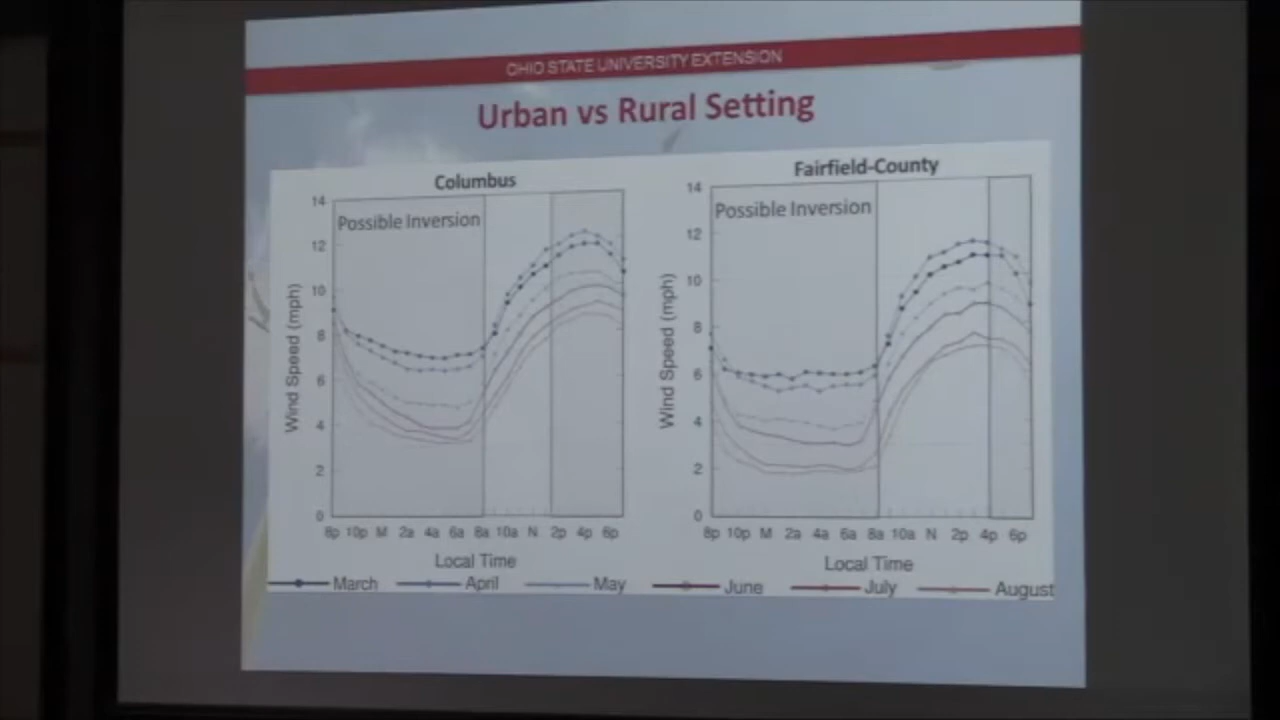 OHIO STATE UNIVERSITY EXTENSION
Urban vs Rural Setting
Columbus
Possible Inversion
Wind Speed (mph)
14
12
10
8
6
4
2
0
8p 10p M 2a 4a 6a 8a 10a N 2p 4p 6p
Local Time
Fairfield-County
Possible Inversion
Wind Speed (mph)
14
12
10
8
6
4
2
0
8p 10p M 2a 4a 6a 8a 10a N 2p 4p 6p
Local Time
March April May June July August